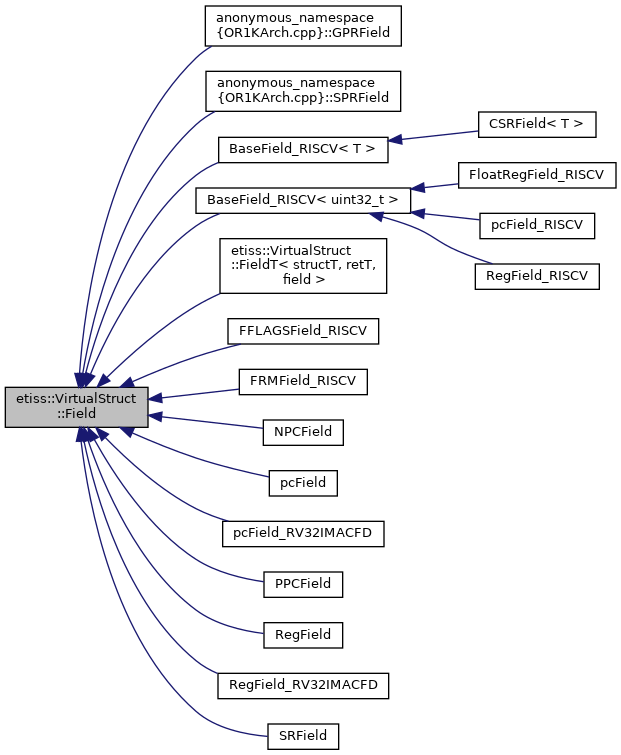 anonymous_namespace
{OR1KArch.cpp}::GPRField
anonymous_namespace
{OR1KArch.cpp}::SPRField
CSRField< T >
BaseField_RISCV< T >
FloatRegField_RISCV
BaseField_RISCV< uint32_t >
pcField_RISCV
etiss::VirtualStruct
::FieldT< structT, retT,
field >
RegField_RISCV
FFLAGSField_RISCV
FRMField_RISCV
etiss::VirtualStruct
::Field
NPCField
pcField
pcField_RV32IMACFD
PPCField
RegField
RegField_RV32IMACFD
SRField